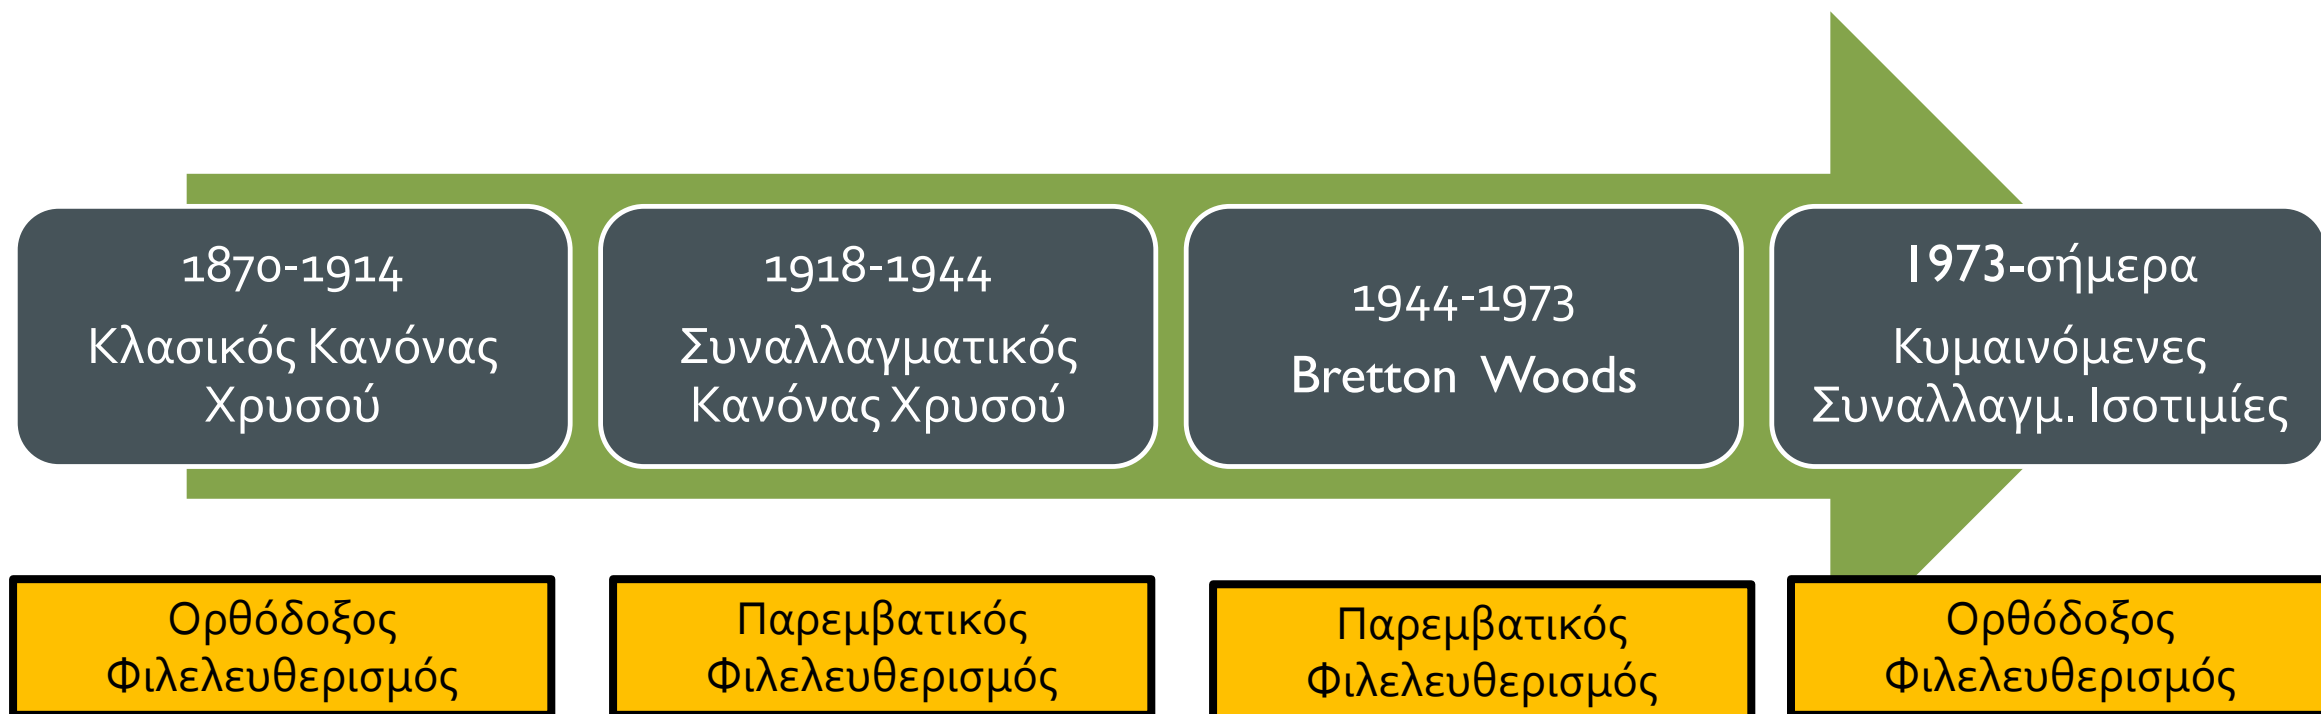 1870-1914
Κλασικός Κανόνας
Χρυσού
1918-1944
Συναλλαγματικός
Κανόνας Χρυσού
1944-1973
Bretton Woods
1973-σήμερα
Κυμαινόμενες
Συναλλαγμ. Ισοτιμίες
Ορθόδοξος
Φιλελευθερισμός
Παρεμβατικός
Φιλελευθερισμός
Παρεμβατικός
Φιλελευθερισμός
Ορθόδοξος
Φιλελευθερισμός